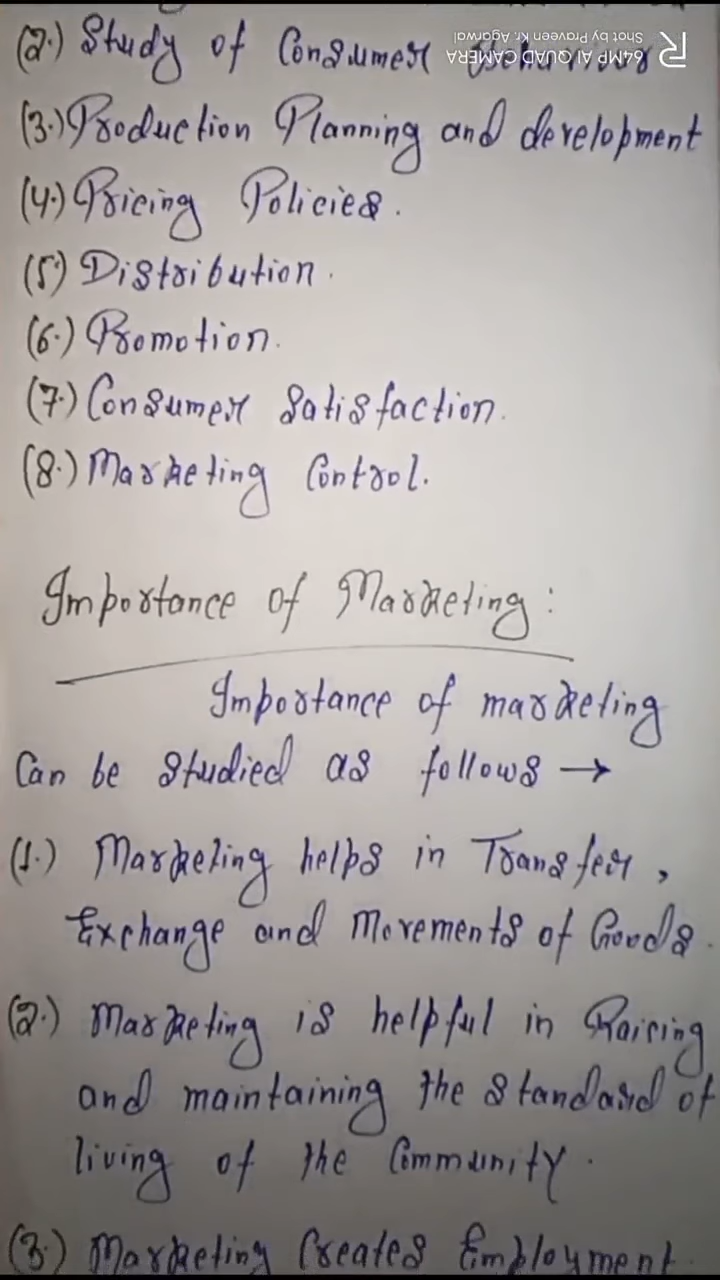 (2.) Study of Consumer Behaviour
64MP AI QUAD CAMERA
Shot by Praveen Kr. Agarwal
(3.) Production Planning and development
(4.) Pricing Policies.
(5) Distribution.
(6.) Promotion.
(7.) Consumer Satisfaction.
(8.) Marketing Control.
Importance of Marketing:
Importance of marketing
Can be studied as follows →
(1.) Marketing helps in Transfer,
Exchange and Movements of Goods.
(2.) Marketing is helpful in Raising
and maintaining the standard of
living of the Community.
(3) Marketing Creates Employment